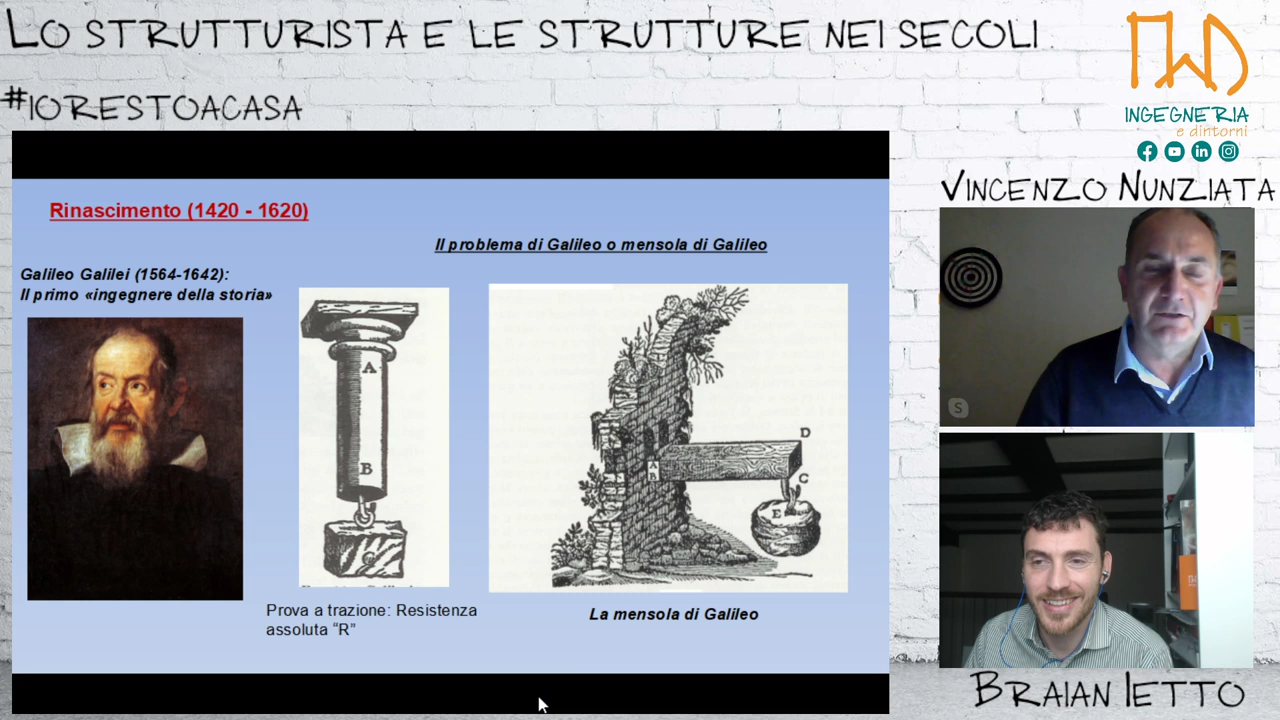 LO STRUTTURISTA E LE STRUTTURE NEI SECOLI
#IORESTOACASA
INGEGNERIA
e dintorni
VINCENZO NUNZIATA
Rinascimento (1420 - 1620)
Il problema di Galileo o mensola di Galileo
Galileo Galilei (1564-1642):
Il primo «ingegnere della storia»
A
B
C
D
A
B
C
E
S
Prova a trazione: Resistenza
assoluta “R”
La mensola di Galileo
BRAIAN IETTO